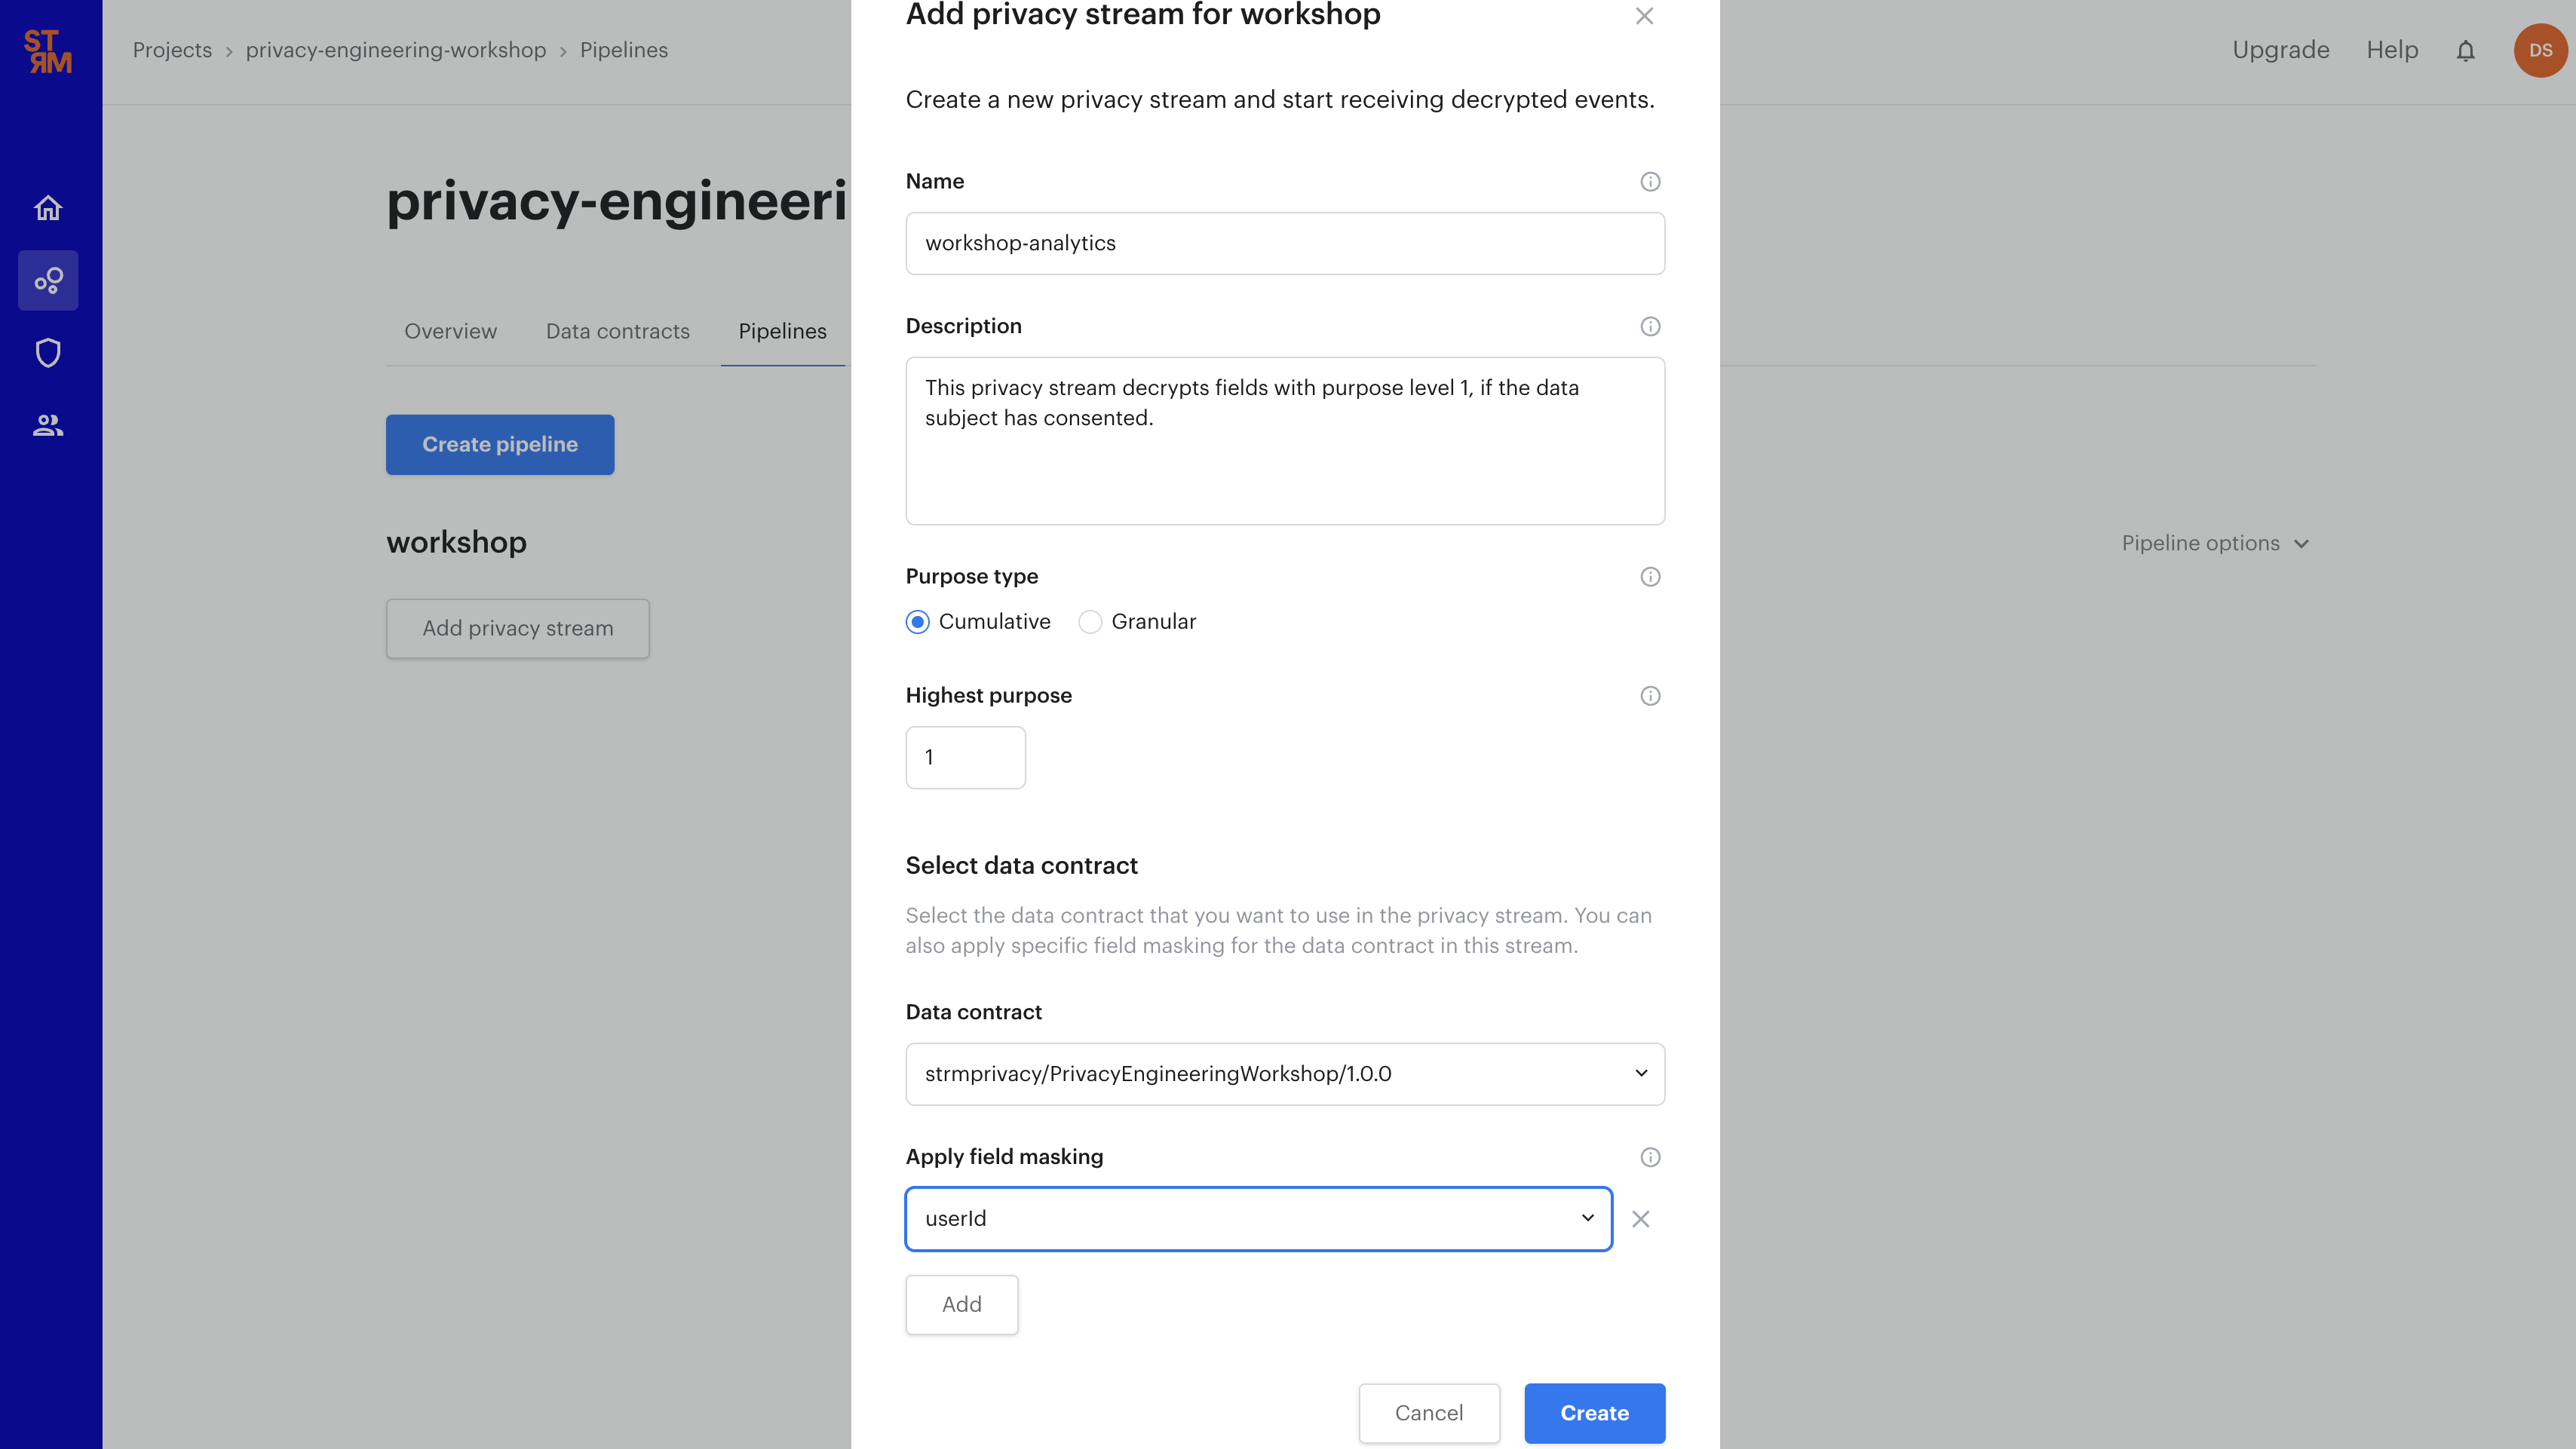 ST
RM
Projects > privacy-engineering-workshop > Pipelines
Upgrade
Help
DS
privacy-engineeri
Overview
Data contracts
Pipelines
Create pipeline
workshop
Pipeline options
Add privacy stream
Add privacy stream for workshop
Create a new privacy stream and start receiving decrypted events.
Name
workshop-analytics
Description
This privacy stream decrypts fields with purpose level 1, if the data
subject has consented.
Purpose type
Cumulative
Granular
Highest purpose
1
Select data contract
Select the data contract that you want to use in the privacy stream. You can
also apply specific field masking for the data contract in this stream.
Data contract
strmprivacy/PrivacyEngineeringWorkshop/1.0.0
Apply field masking
userId
Add
Cancel
Create